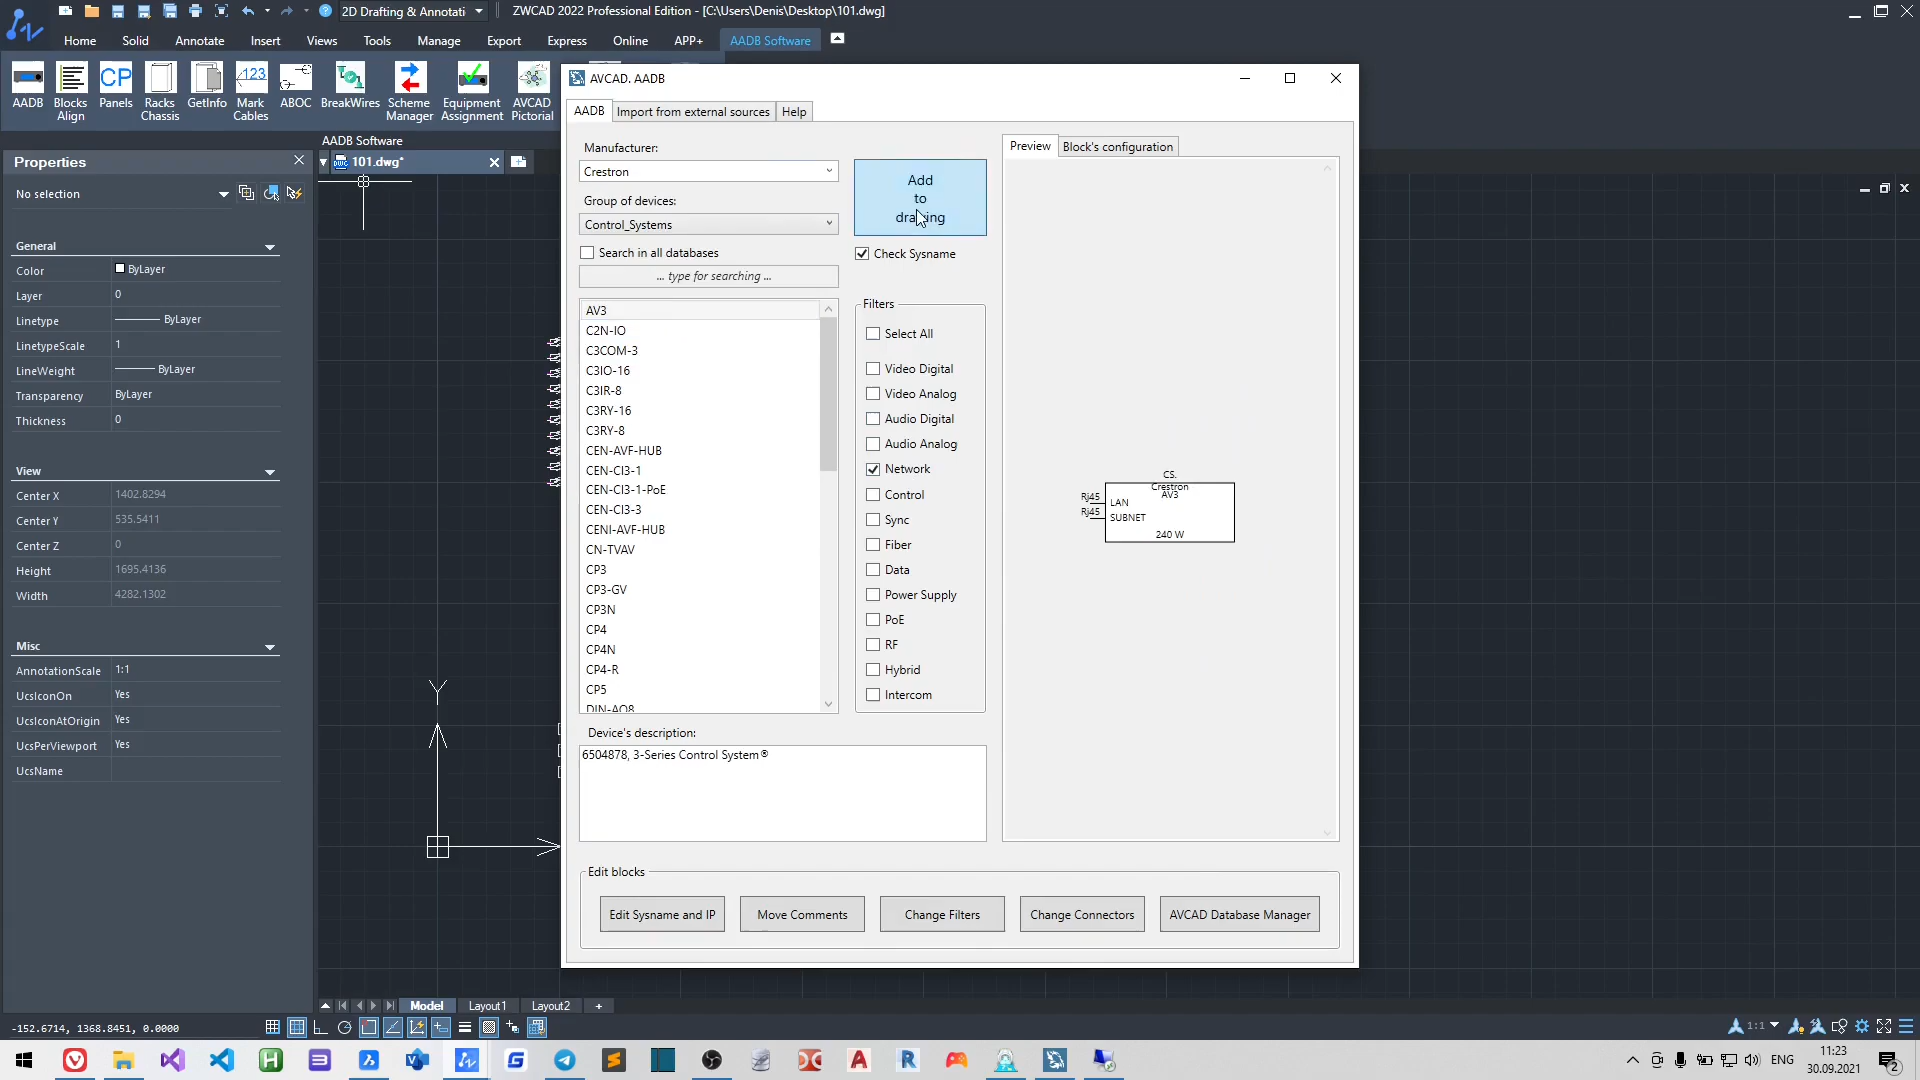 2D Drafting & Annotati
ZWCAD 2022 Professional Edition - [C:\Users\Denis\Desktop\101.dwg]
Home
Solid
Annotate
Insert
Views
Tools
Manage
Export
Express
Online
APP+
AADB Software
AADB
Blocks
Align
CP
Panels
Racks
Chassis
GetInfo
123
Mark
Cables
ABOC
BreakWires
Scheme
Manager
Equipment
Assignment
AVCAD
Pictorial
AADB Software
Properties
101.dwg*
No selection
General
Color ByLayer
Layer 0
Linetype ByLayer
LinetypeScale 1
LineWeight ByLayer
Transparency ByLayer
Thickness 0
View
Center X 1402.8294
Center Y 535.5411
Center Z 0
Height 1695.4136
Width 4282.1302
Misc
AnnotationScale 1:1
UcsIconOn Yes
UcsIconAtOrigin Yes
UcsPerViewport Yes
UcsName
Y
AVCAD. AADB
AADB
Import from external sources
Help
Manufacturer:
Crestron
Group of devices:
Control_Systems
Search in all databases
... type for searching ...
AV3
C2N-IO
C3COM-3
C3IO-16
C3IR-8
C3RY-16
C3RY-8
CEN-AVF-HUB
CEN-CI3-1
CEN-CI3-1-PoE
CEN-CI3-3
CENI-AVF-HUB
CN-TVAV
CP3
CP3-GV
CP3N
CP4
CP4N
CP4-R
CP5
DIN-AO8
Add
to
drawing
Check Sysname
Filters
Select All
Video Digital
Video Analog
Audio Digital
Audio Analog
Network
Control
Sync
Fiber
Data
Power Supply
PoE
RF
Hybrid
Intercom
Preview
Block's configuration
CS.
Crestron
AV3
Rj45 LAN
Rj45 SUBNET
240 W
Device's description:
6504878, 3-Series Control System®
Edit blocks
Edit Sysname and IP
Move Comments
Change Filters
Change Connectors
AVCAD Database Manager
Model
Layout1
Layout2
+
-152.6714, 1368.8451, 0.0000
1:1
ENG
11:23
30.09.2021
2